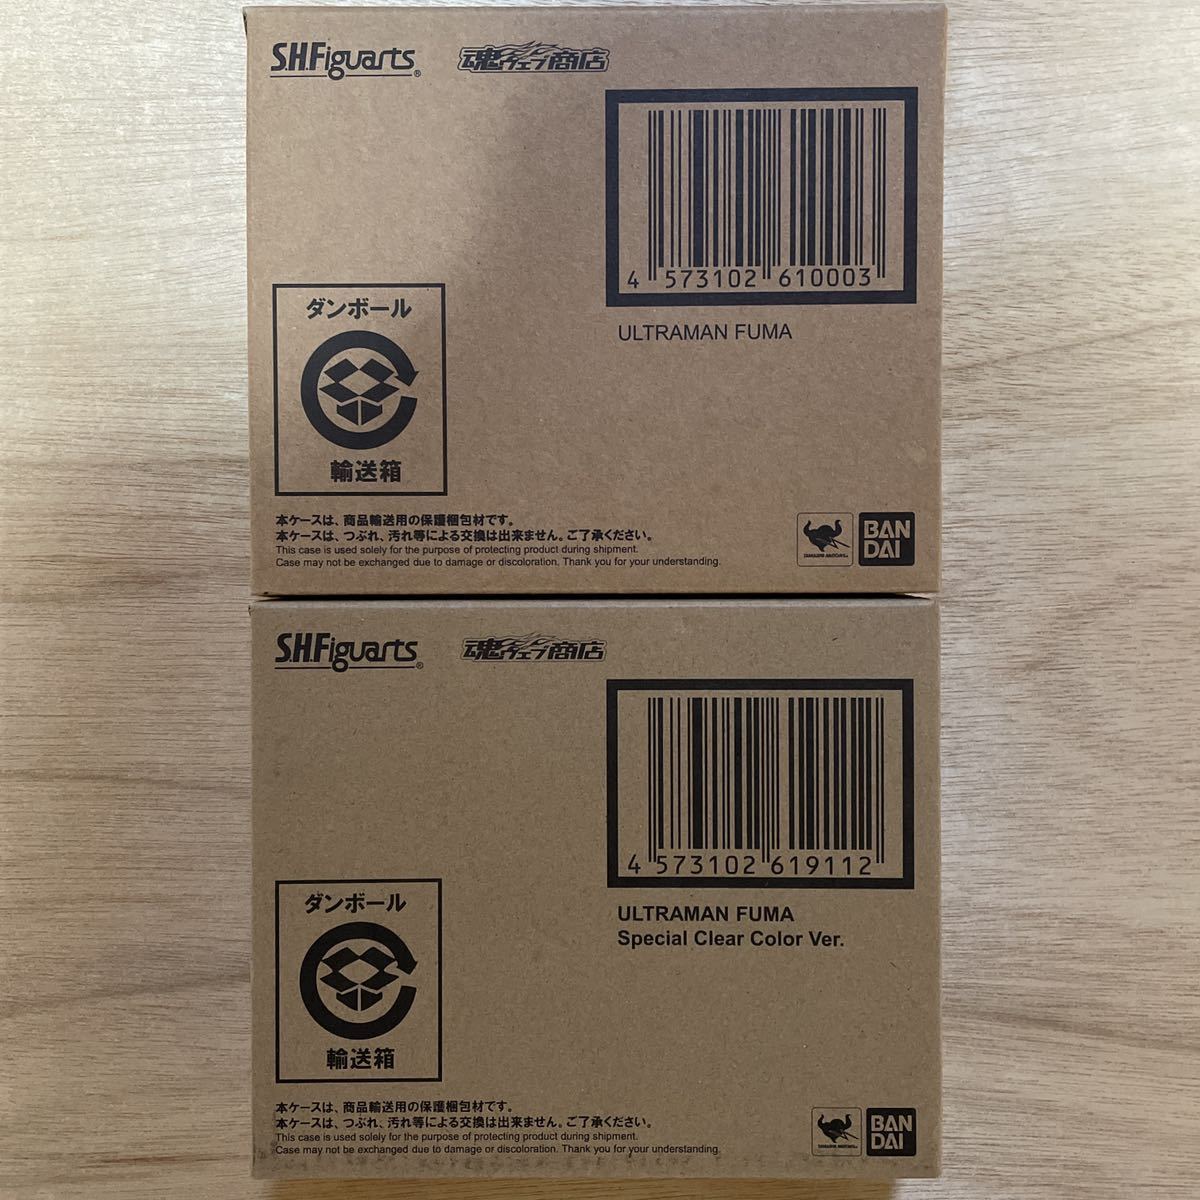 S.H.Figuarts®
魂ウェブ商店
4 573102 610003
ULTRAMAN FUMA
ダンボール
輸送箱
本ケースは、商品輸送用の保護梱包材です。
本ケースは、つぶれ、汚れ等による交換は出来ません。ご了承ください。
This case is used solely for the purpose of protecting product during shipment.
Case may not be exchanged due to damage or discoloration. Thank you for your understanding.
TAMASHII NATIONS
BAN
DAI
S.H.Figuarts®
魂ウェブ商店
4 573102 619112
ULTRAMAN FUMA
Special Clear Color Ver.
ダンボール
輸送箱
本ケースは、商品輸送用の保護梱包材です。
本ケースは、つぶれ、汚れ等による交換は出来ません。ご了承ください。
This case is used solely for the purpose of protecting product during shipment.
Case may not be exchanged due to damage or discoloration. Thank you for your understanding.
TAMASHII NATIONS
BAN
DAI